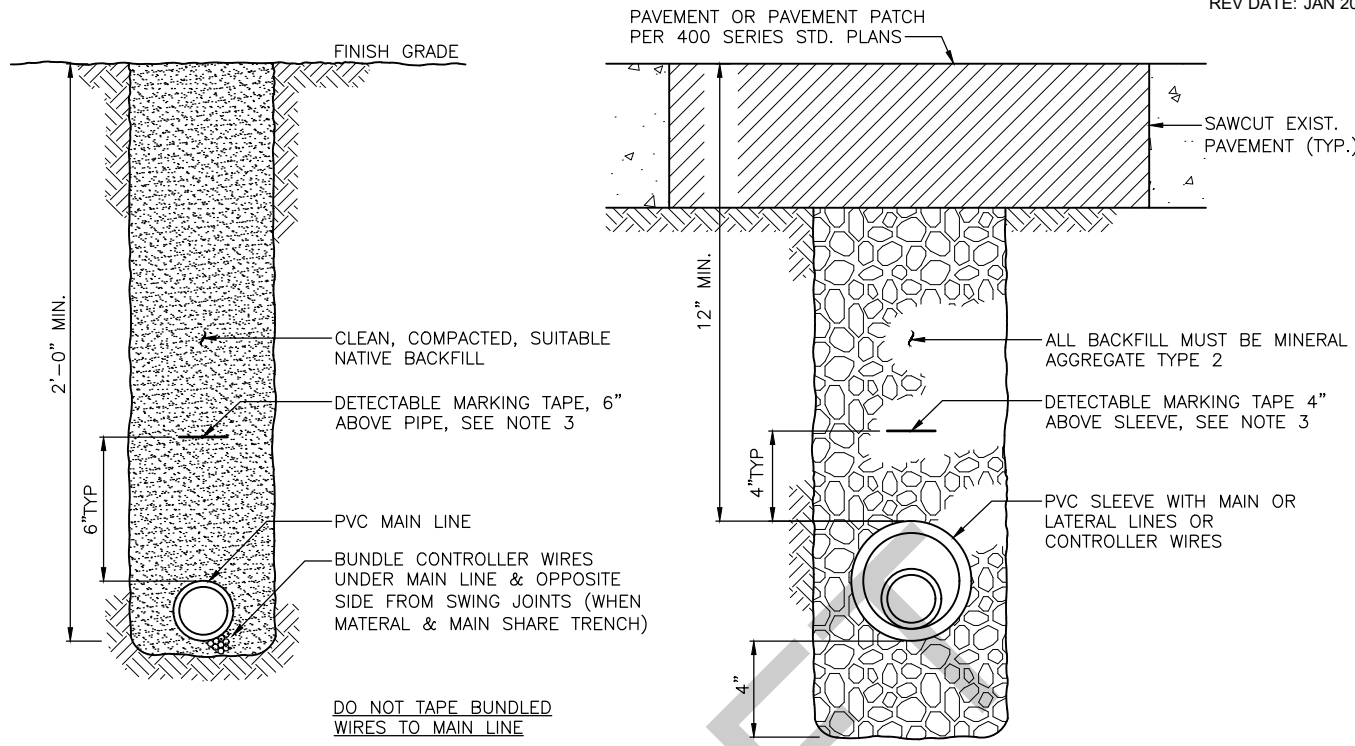 REV DATE: JAN 20
PAVEMENT OR PAVEMENT PATCH
PER 400 SERIES STD. PLANS
FINISH GRADE
SAWCUT EXIST.
PAVEMENT (TYP.)
2'-0" MIN.
12" MIN.
CLEAN, COMPACTED, SUITABLE
NATIVE BACKFILL
ALL BACKFILL MUST BE MINERAL
AGGREGATE TYPE 2
DETECTABLE MARKING TAPE, 6"
ABOVE PIPE, SEE NOTE 3
DETECTABLE MARKING TAPE 4"
ABOVE SLEEVE, SEE NOTE 3
6"TYP
4"TYP
PVC MAIN LINE
PVC SLEEVE WITH MAIN OR
LATERAL LINES OR
CONTROLLER WIRES
BUNDLE CONTROLLER WIRES
UNDER MAIN LINE & OPPOSITE
SIDE FROM SWING JOINTS (WHEN
MATERAL & MAIN SHARE TRENCH)
4"
DO NOT TAPE BUNDLED
WIRES TO MAIN LINE